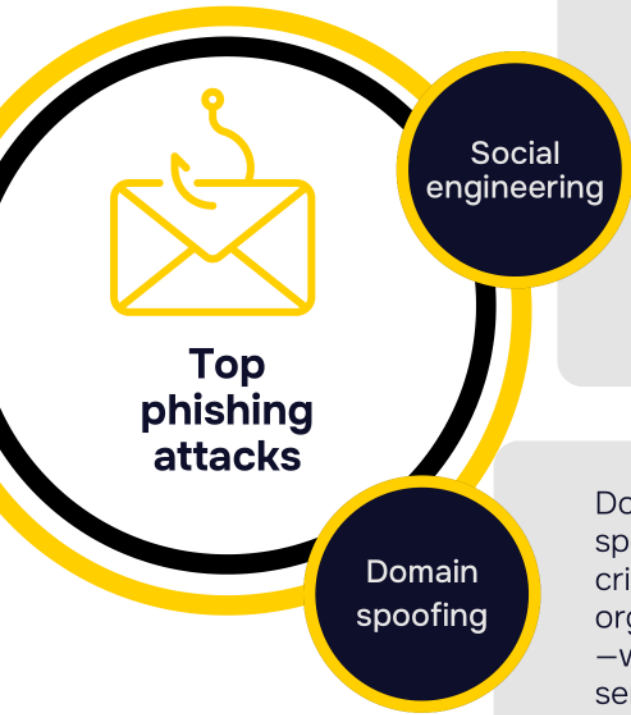 Social
engineering
Top
phishing
attacks
Domain
spoofing